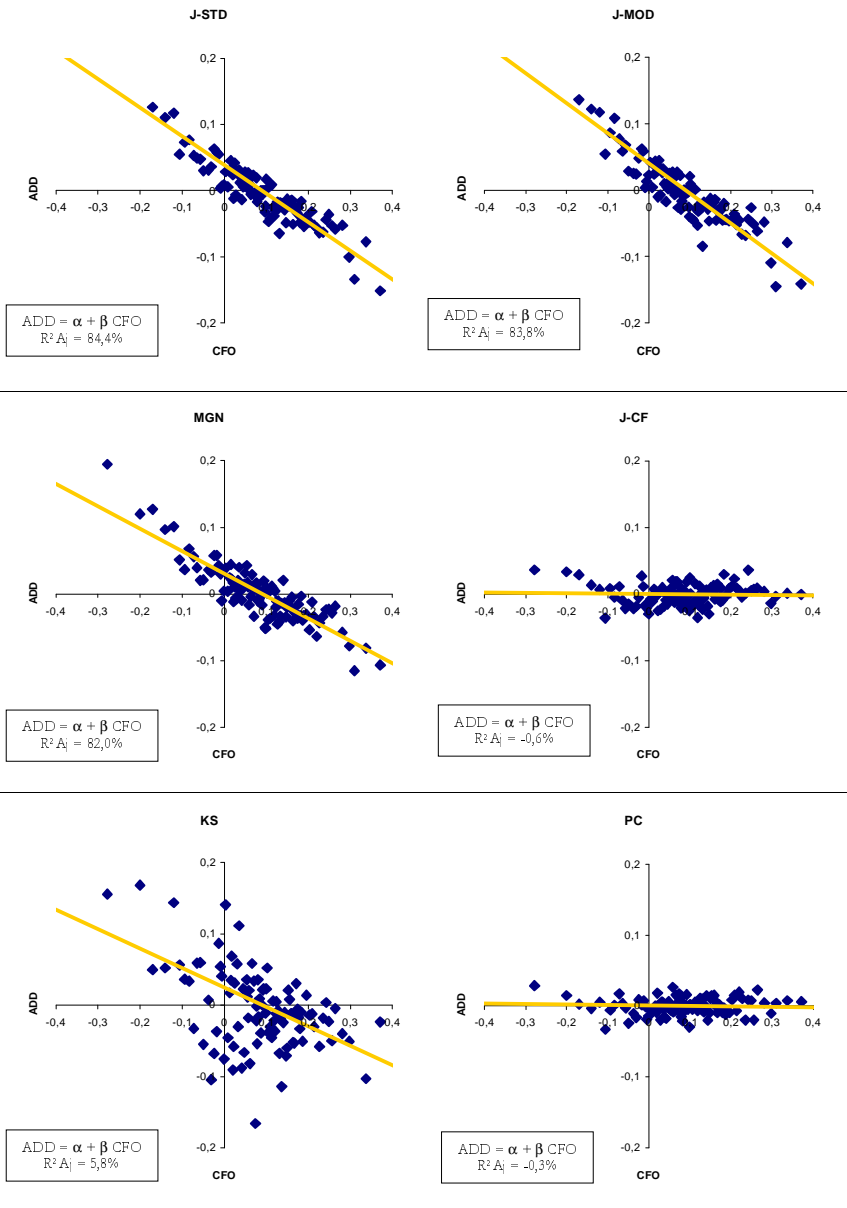 J-STD
0,2
0,1
0
-0,1
-0,2
-0,4 -0,3 -0,2 -0,1 0 0,1 0,2 0,3 0,4
ADD
CFO
ADD = α + β CFO
R² Aj = 84,4%
J-MOD
0,2
0,1
0
-0,1
-0,2
-0,4 -0,3 -0,2 -0,1 0 0,1 0,2 0,3 0,4
ADD
CFO
ADD = α + β CFO
R² Aj = 83,8%
MGN
0,2
0,1
0
-0,1
-0,2
-0,4 -0,3 -0,2 -0,1 0 0,1 0,2 0,3 0,4
ADD
CFO
ADD = α + β CFO
R² Aj = 82,0%
J-CF
0,2
0,1
0
-0,1
-0,2
-0,4 -0,3 -0,2 -0,1 0 0,1 0,2 0,3 0,4
ADD
CFO
ADD = α + β CFO
R² Aj = -0,6%
KS
0,2
0,1
0
-0,1
-0,2
-0,4 -0,3 -0,2 -0,1 0 0,1 0,2 0,3 0,4
ADD
CFO
ADD = α + β CFO
R² Aj = 5,8%
PC
0,2
0,1
0
-0,1
-0,2
-0,4 -0,3 -0,2 -0,1 0 0,1 0,2 0,3 0,4
ADD
CFO
ADD = α + β CFO
R² Aj = -0,3%